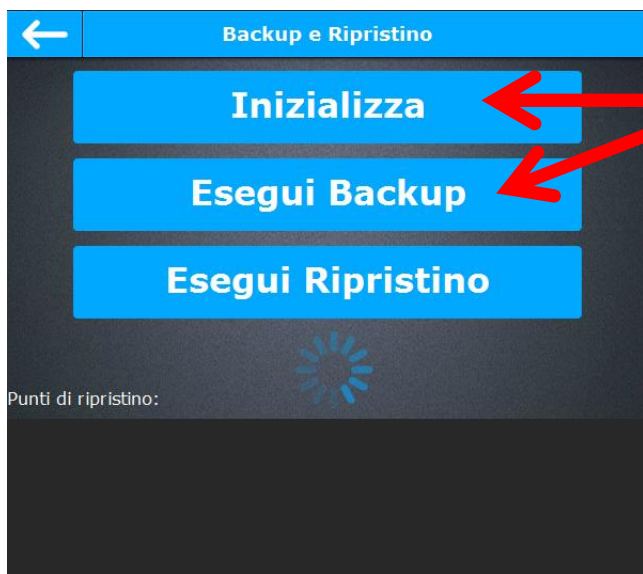 Backup e Ripristino
Inizializza
Esegui Backup
Esegui Ripristino
Punti di ripristino: